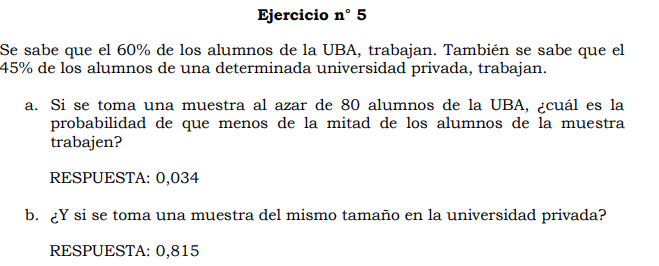 Ejercicio n° 5
Se sabe que el 60% de los alumnos de la UBA, trabajan. También se sabe que el
45% de los alumnos de una determinada universidad privada, trabajan.
a. Si se toma una muestra al azar de 80 alumnos de la UBA, ¿cuál es la
probabilidad de que menos de la mitad de los alumnos de la muestra
trabajen?
RESPUESTA: 0,034
b. ¿Y si se toma una muestra del mismo tamaño en la universidad privada?
RESPUESTA: 0,815